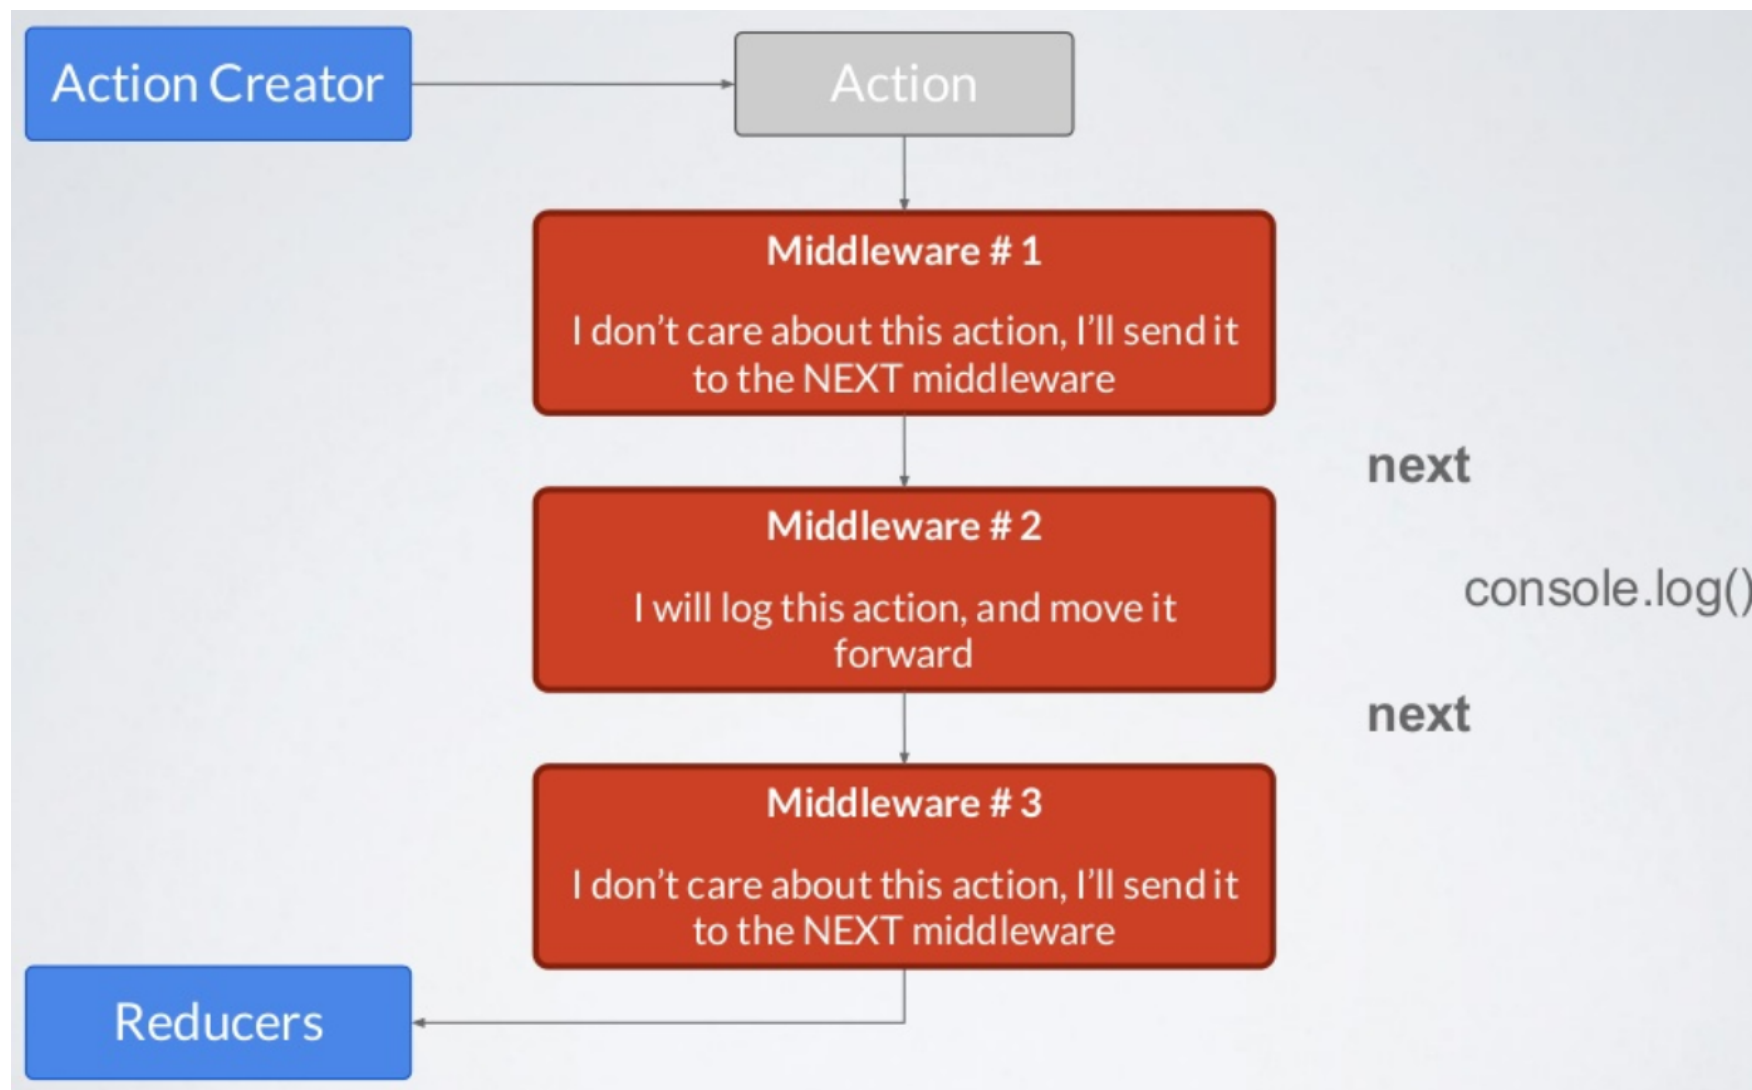 Action Creator
Action
Middleware # 1
I don't care about this action, I'll send it
to the NEXT middleware
next
Middleware # 2
I will log this action, and move it
forward
console.log()
next
Middleware # 3
I don't care about this action, I'll send it
to the NEXT middleware
Reducers